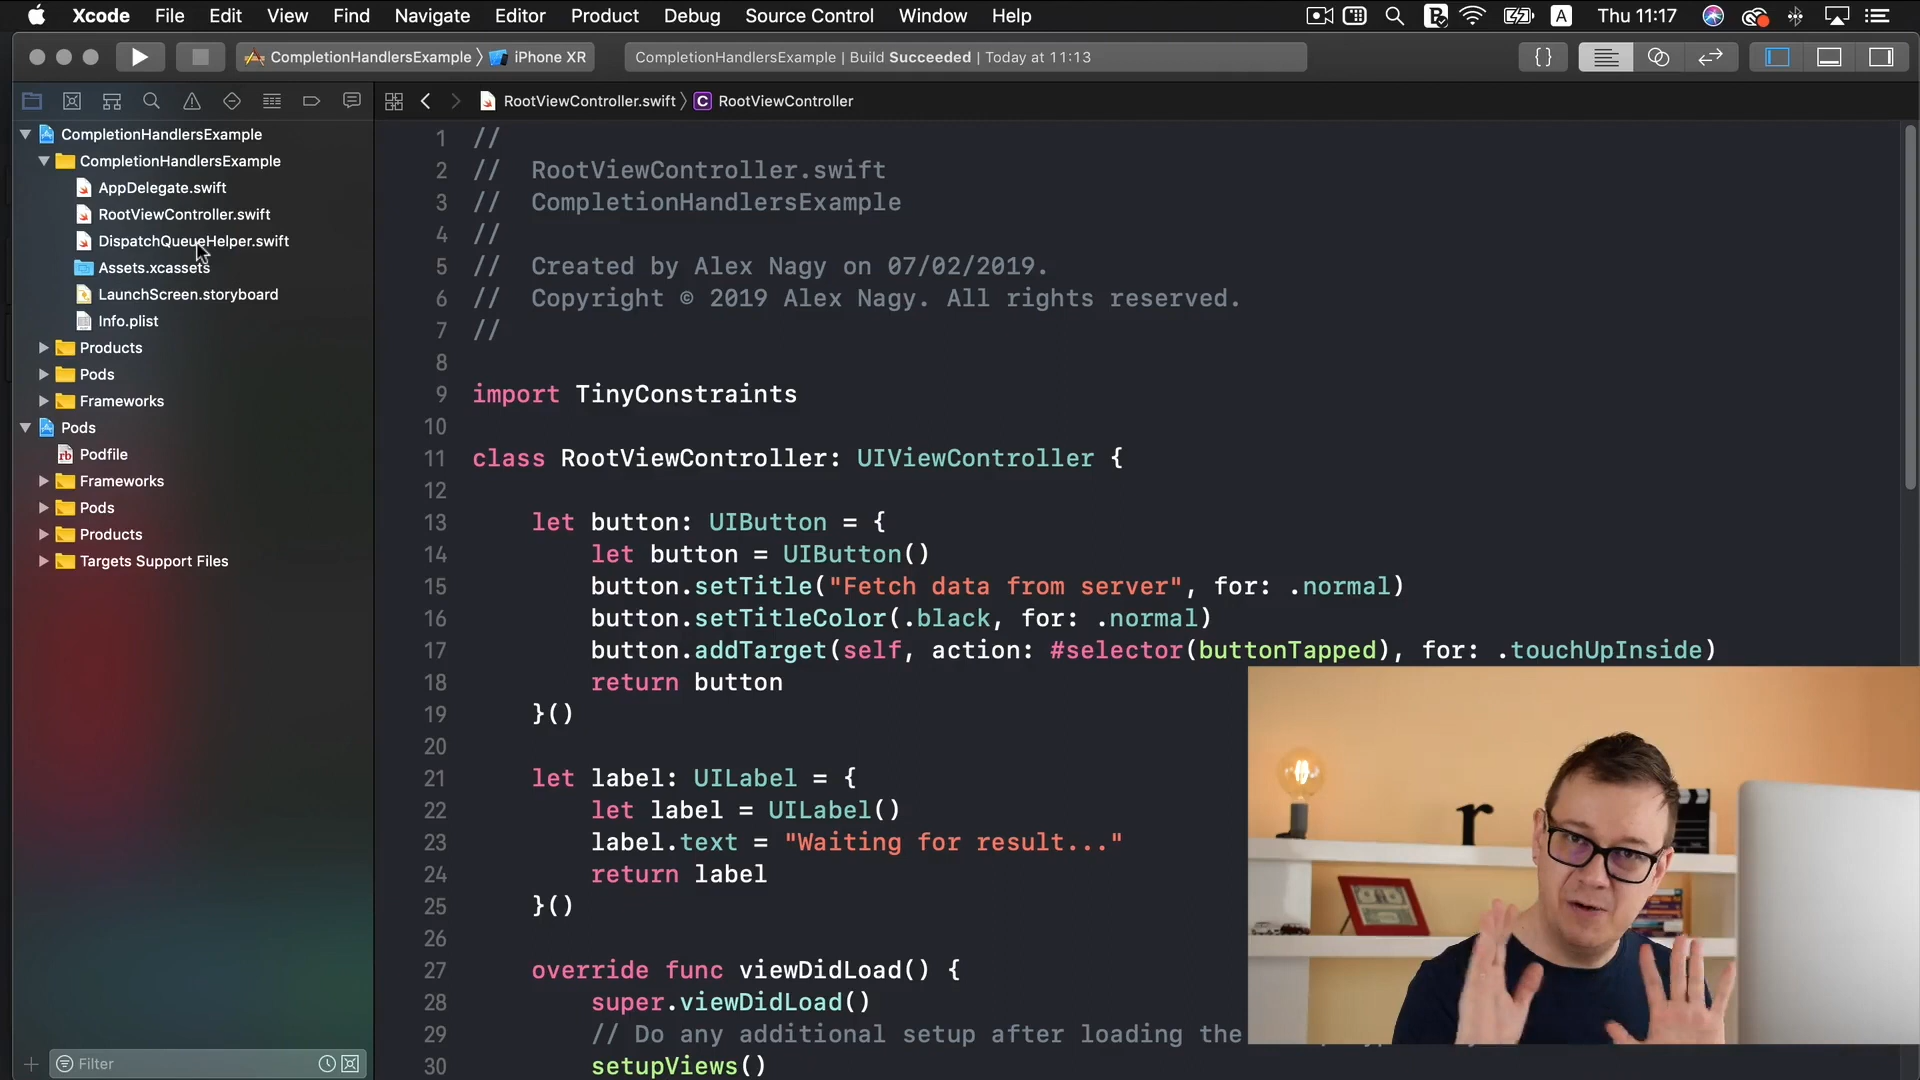 Xcode File Edit View Find Navigate Editor Product Debug Source Control Window Help A Thu 11:17
CompletionHandlersExample iPhone XR CompletionHandlersExample | Build Succeeded | Today at 11:13 {}
RootViewController.swift C RootViewController
CompletionHandlersExample
CompletionHandlersExample
AppDelegate.swift
RootViewController.swift
DispatchQueueHelper.swift
Assets.xcassets
LaunchScreen.storyboard
Info.plist
Products
Pods
Frameworks
Pods
rb Podfile
Frameworks
Pods
Products
Targets Support Files
Filter
1 //
2 // RootViewController.swift
3 // CompletionHandlersExample
4 //
5 // Created by Alex Nagy on 07/02/2019.
6 // Copyright © 2019 Alex Nagy. All rights reserved.
7 //
8
9 import TinyConstraints
10
11 class RootViewController: UIViewController {
12
13 let button: UIButton = {
14 let button = UIButton()
15 button.setTitle("Fetch data from server", for: .normal)
16 button.setTitleColor(.black, for: .normal)
17 button.addTarget(self, action: #selector(buttonTapped), for: .touchUpInside)
18 return button
19 }()
20
21 let label: UILabel = {
22 let label = UILabel()
23 label.text = "Waiting for result..."
24 return label
25 }()
26
27 override func viewDidLoad() {
28 super.viewDidLoad()
29 // Do any additional setup after loading the
30 setupViews()
r